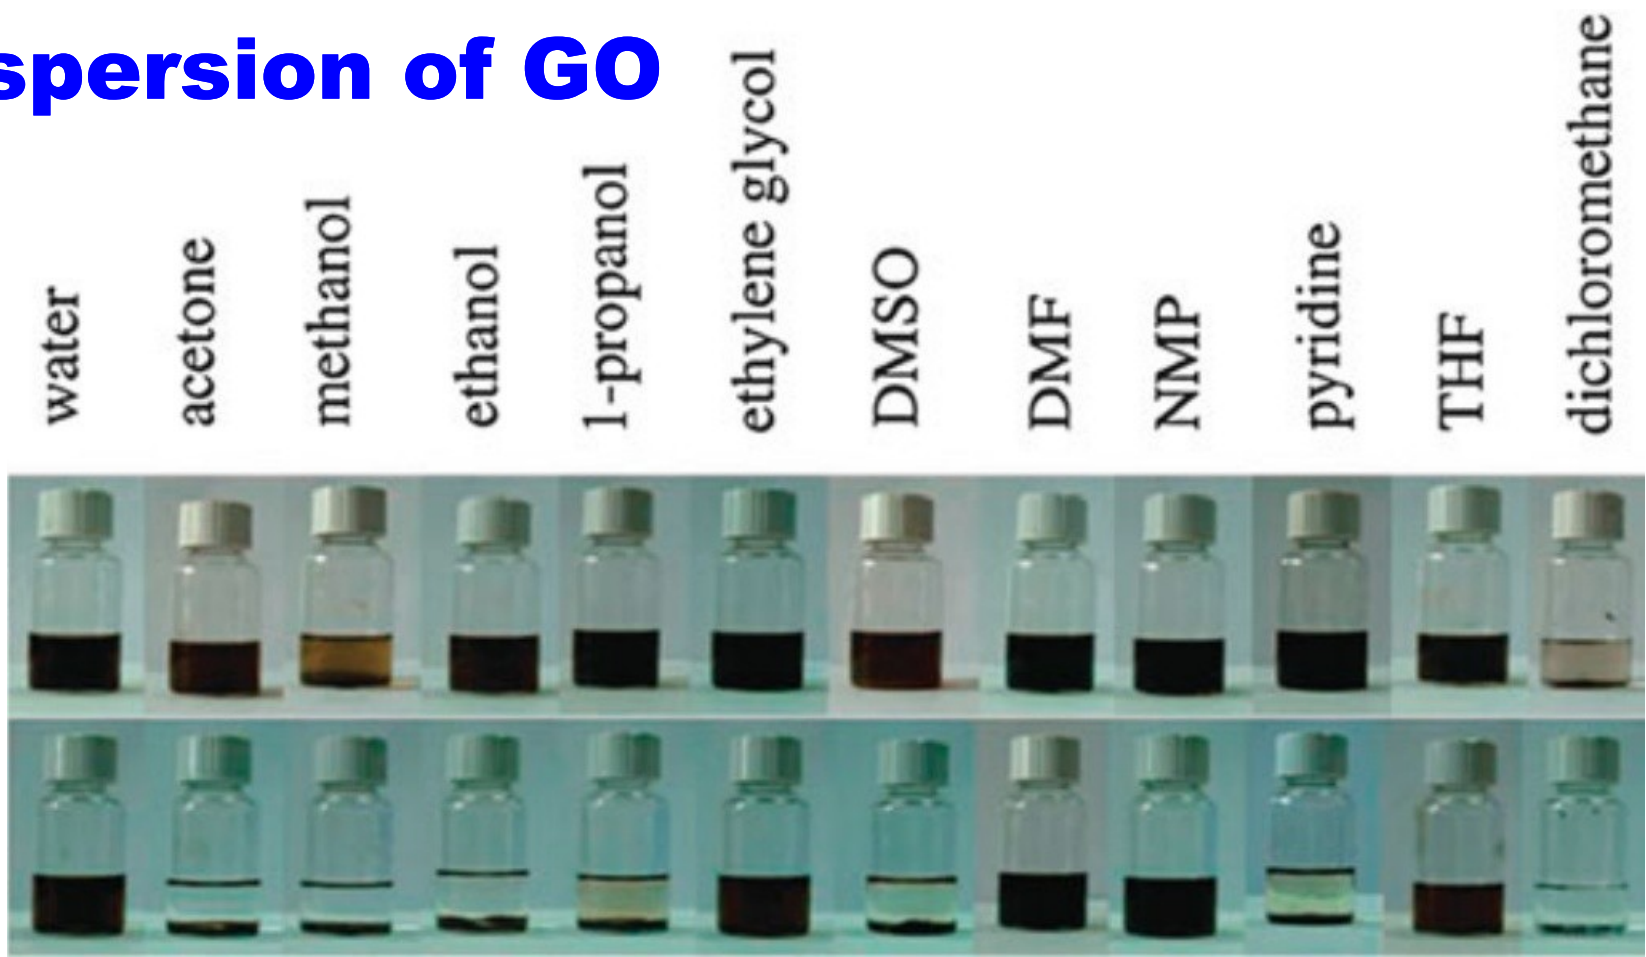 spersion of GO
water
acetone
methanol
ethanol
1-propanol
ethylene glycol
DMSO
DMF
NMP
pyridine
THF
dichloromethane